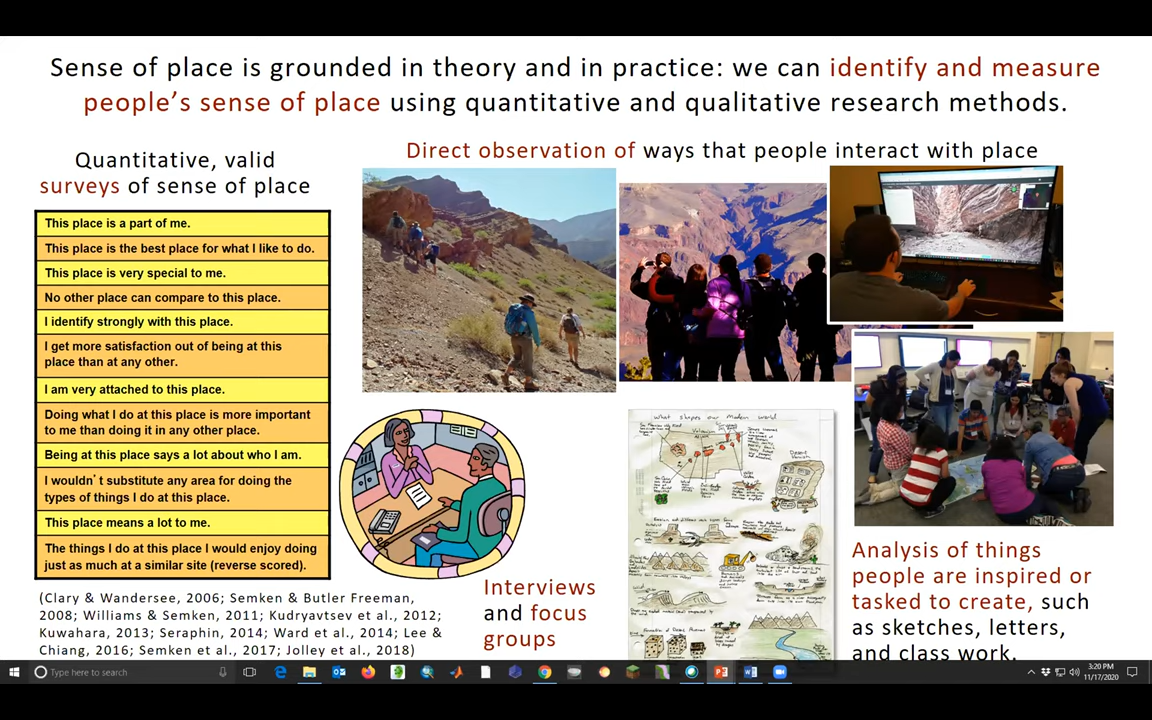 Sense of place is grounded in theory and in practice: we can identify and measure
people's sense of place using quantitative and qualitative research methods.
Quantitative, valid
surveys of sense of place
This place is a part of me.
This place is the best place for what I like to do.
This place is very special to me.
No other place can compare to this place.
I identify strongly with this place.
I get more satisfaction out of being at this
place than at any other.
I am very attached to this place.
Doing what I do at this place is more important
to me than doing it in any other place.
Being at this place says a lot about who I am.
I wouldn't substitute any area for doing the
types of things I do at this place.
This place means a lot to me.
The things I do at this place I would enjoy doing
just as much at a similar site (reverse scored).
(Clary & Wandersee, 2006; Semken & Butler Freeman,
2008; Williams & Semken, 2011; Kudryavtsev et al., 2012;
Kuwahara, 2013; Seraphin, 2014; Ward et al., 2014; Lee &
Chiang, 2016; Semken et al., 2017; Jolley et al., 2018)
Direct observation of ways that people interact with place
Interviews
and focus
groups
What shapes our Modern World
Analysis of things
people are inspired or
tasked to create, such
as sketches, letters,
and class work.
Type here to search
3:20 PM
11/17/2020